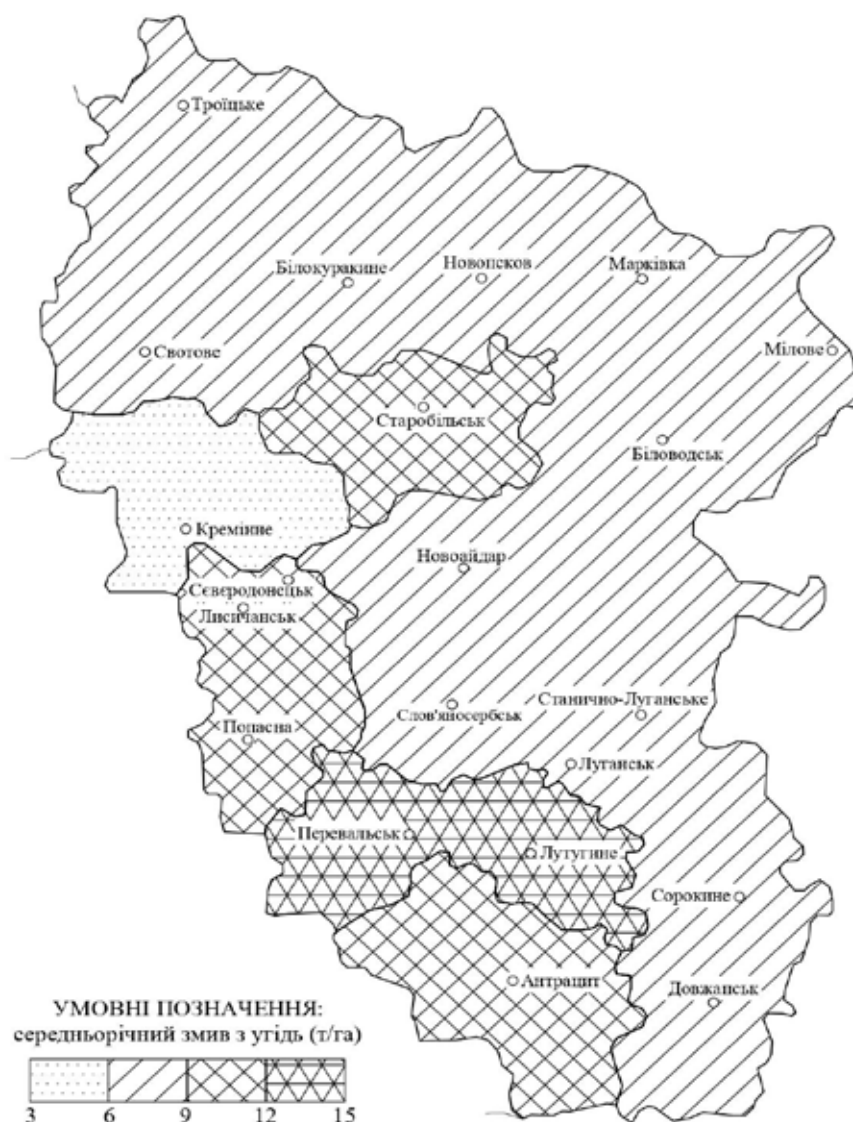 Троїцьке
Білокуракине
Новопсков
Марківка
Мілове
Свотове
Старобільськ
Біловодськ
Кремінне
Новоайдар
Сєвєродонецьк
Лисичанськ
Станично-Луганське
Слов'яносербськ
Попасна
Луганськ
Перевальськ
Лутугине
Сорокине
Антрацит
Довжанськ
УМОВНІ ПОЗНАЧЕННЯ:
середньорічний змив з угідь (т/га)
3 6 9 12 15